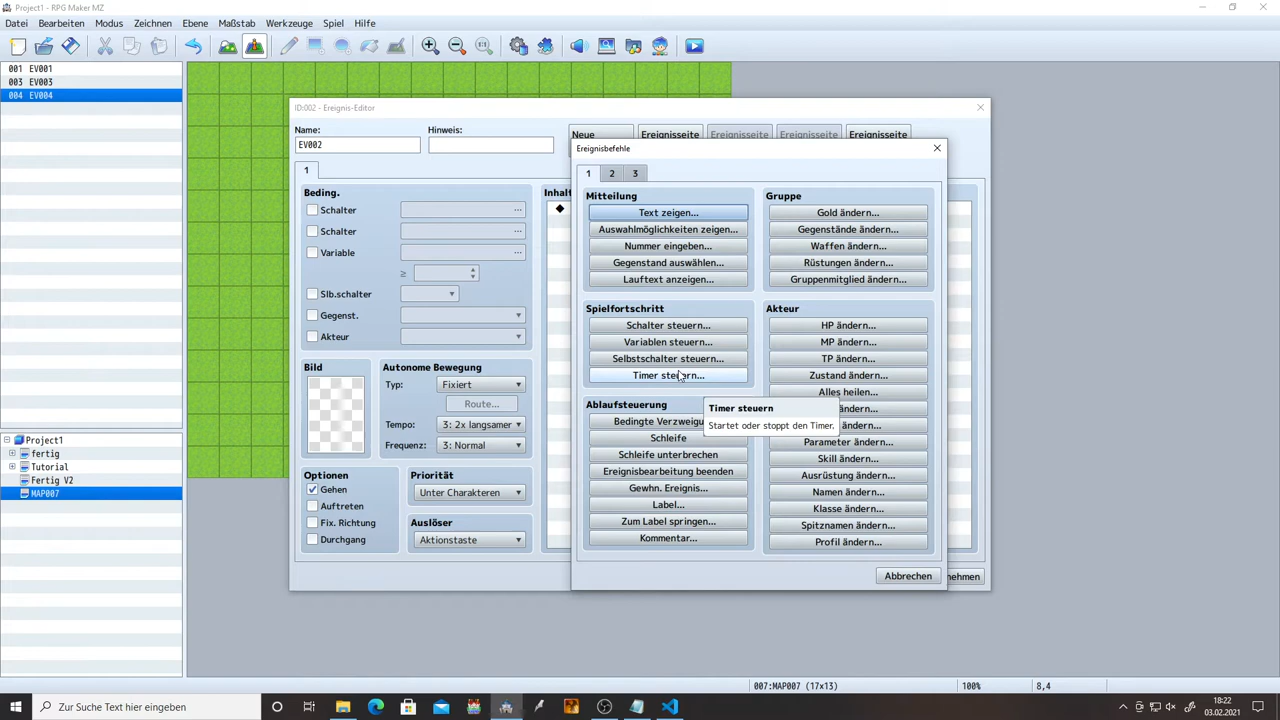 Project1 - RPG Maker MZ
Datei Bearbeiten Modus Zeichnen Ebene Maßstab Werkzeuge Spiel Hilfe
001 EV001
003 EV003
004 EV004
ID:002 - Ereignis-Editor
Name: Hinweis: Neue Ereignisseite Ereignisseite Ereignisseite Ereignisseite
EV002
1
Beding. Inhalt
Schalter ...
Schalter ...
Variable ...
≥
Slb.schalter
Gegenst.
Akteur
Bild Autonome Bewegung
Typ: Fixiert
Route...
Tempo: 3: 2x langsamer
Frequenz: 3: Normal
Optionen Priorität
Gehen Unter Charakteren
Auftreten
Fix. Richtung Auslöser
Durchgang Aktionstaste
Ereignisbefehle
1 2 3
Mitteilung
Text zeigen...
Auswahlmöglichkeiten zeigen...
Nummer eingeben...
Gegenstand auswählen...
Lauftext anzeigen...
Spielfortschritt
Schalter steuern...
Variablen steuern...
Selbstschalter steuern...
Timer steuern...
Ablaufsteuerung
Bedingte Verzweigu
Schleife
Schleife unterbrechen
Ereignisbearbeitung beenden
Gewhn. Ereignis...
Label...
Zum Label springen...
Kommentar...
Gruppe
Gold ändern...
Gegenstände ändern...
Waffen ändern...
Rüstungen ändern...
Gruppenmitglied ändern...
Akteur
HP ändern...
MP ändern...
TP ändern...
Zustand ändern...
Alles heilen...
ändern...
ändern...
Parameter ändern...
Skill ändern...
Ausrüstung ändern...
Namen ändern...
Klasse ändern...
Spitznamen ändern...
Profil ändern...
Timer steuern
Startet oder stoppt den Timer.
Abbrechen nehmen
Project1
fertig
Tutorial
Fertig V2
MAP007
007:MAP007 (17×13) 100% 8,4
Zur Suche Text hier eingeben
18:22
03.02.2021